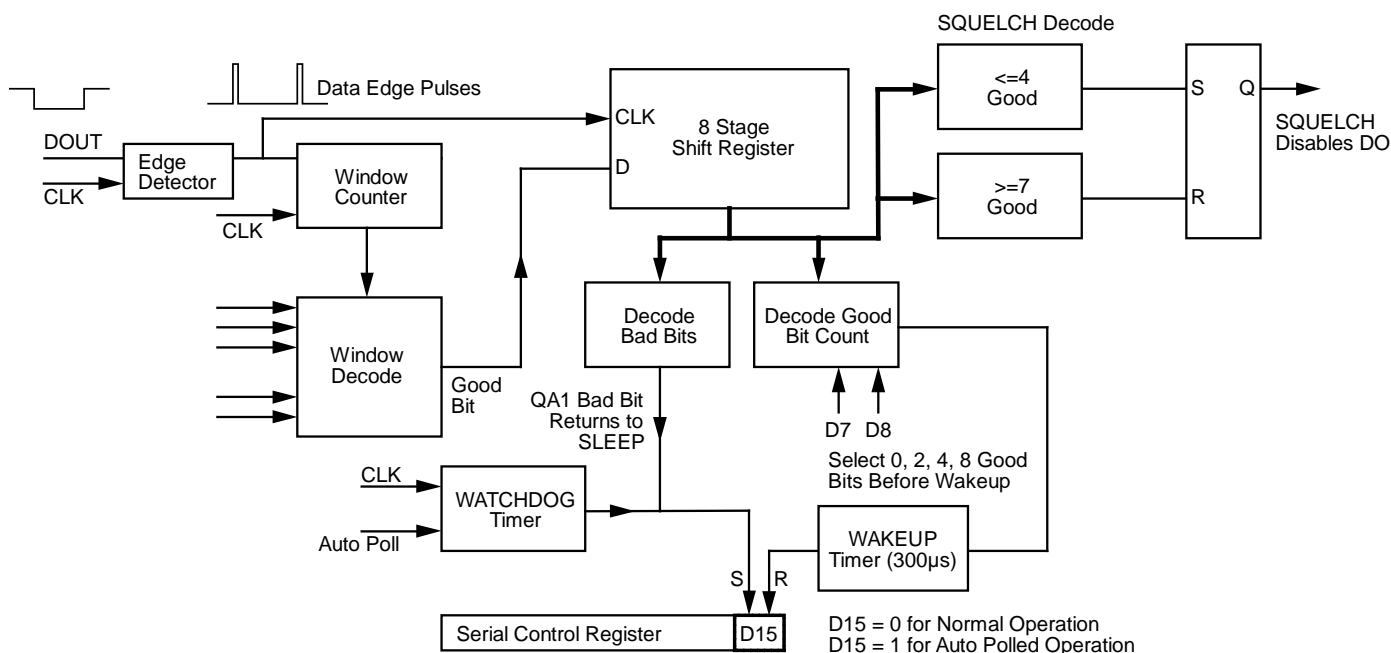 SQUELCH Decode
<=4
Good
S
Q
SQUELCH
Disables DO
>=7
Good
R
Data Edge Pulses
CLK
8 Stage
Shift Register
D
DOUT
Edge
Detector
CLK
Window
Counter
CLK
Window
Decode
Good
Bit
Decode
Bad Bits
Decode Good
Bit Count
QA1 Bad Bit
Returns to
SLEEP
D7 D8
Select 0, 2, 4, 8 Good
Bits Before Wakeup
CLK
WATCHDOG
Timer
Auto Poll
WAKEUP
Timer (300µs)
S
R
Serial Control Register
D15
D15 = 0 for Normal Operation
D15 = 1 for Auto Polled Operation